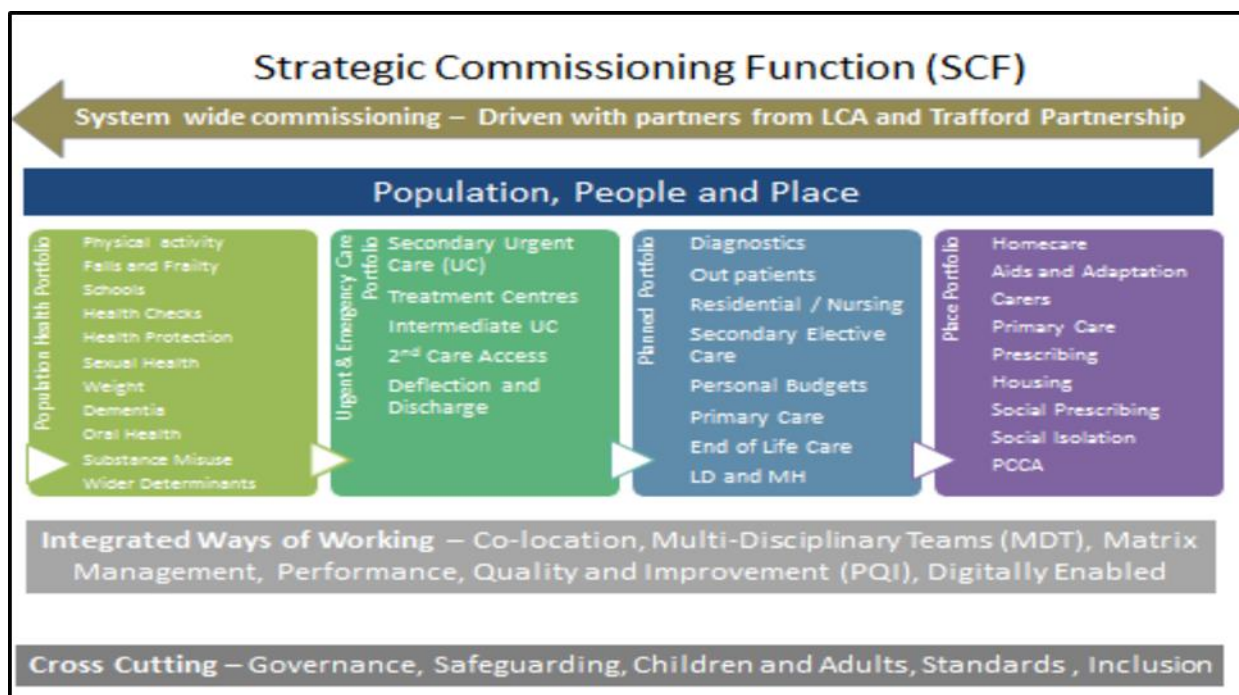 Strategic Commissioning Function (SCF)
System wide commissioning – Driven with partners from LCA and Trafford Partnership
Population, People and Place
Population Health Portfolio
Physical activity
Falls and Frailty
Schools
Health Checks
Health Protection
Sexual Health
Weight
Dementia
Oral Health
Substance Misuse
Wider Determinants
Urgent & Emergency Care
Portfolio
Secondary Urgent
Care (UC)
Treatment Centres
Intermediate UC
2nd Care Access
Deflection and
Discharge
Planned Portfolio
Diagnostics
Out patients
Residential / Nursing
Secondary Elective
Care
Personal Budgets
Primary Care
End of Life Care
LD and MH
Place Portfolio
Homecare
Aids and Adaptation
Carers
Primary Care
Prescribing
Housing
Social Prescribing
Social Isolation
PCCA
Integrated Ways of Working – Co-location, Multi-Disciplinary Teams (MDT), Matrix
Management, Performance, Quality and Improvement (PQI), Digitally Enabled
Cross Cutting – Governance, Safeguarding, Children and Adults, Standards , Inclusion